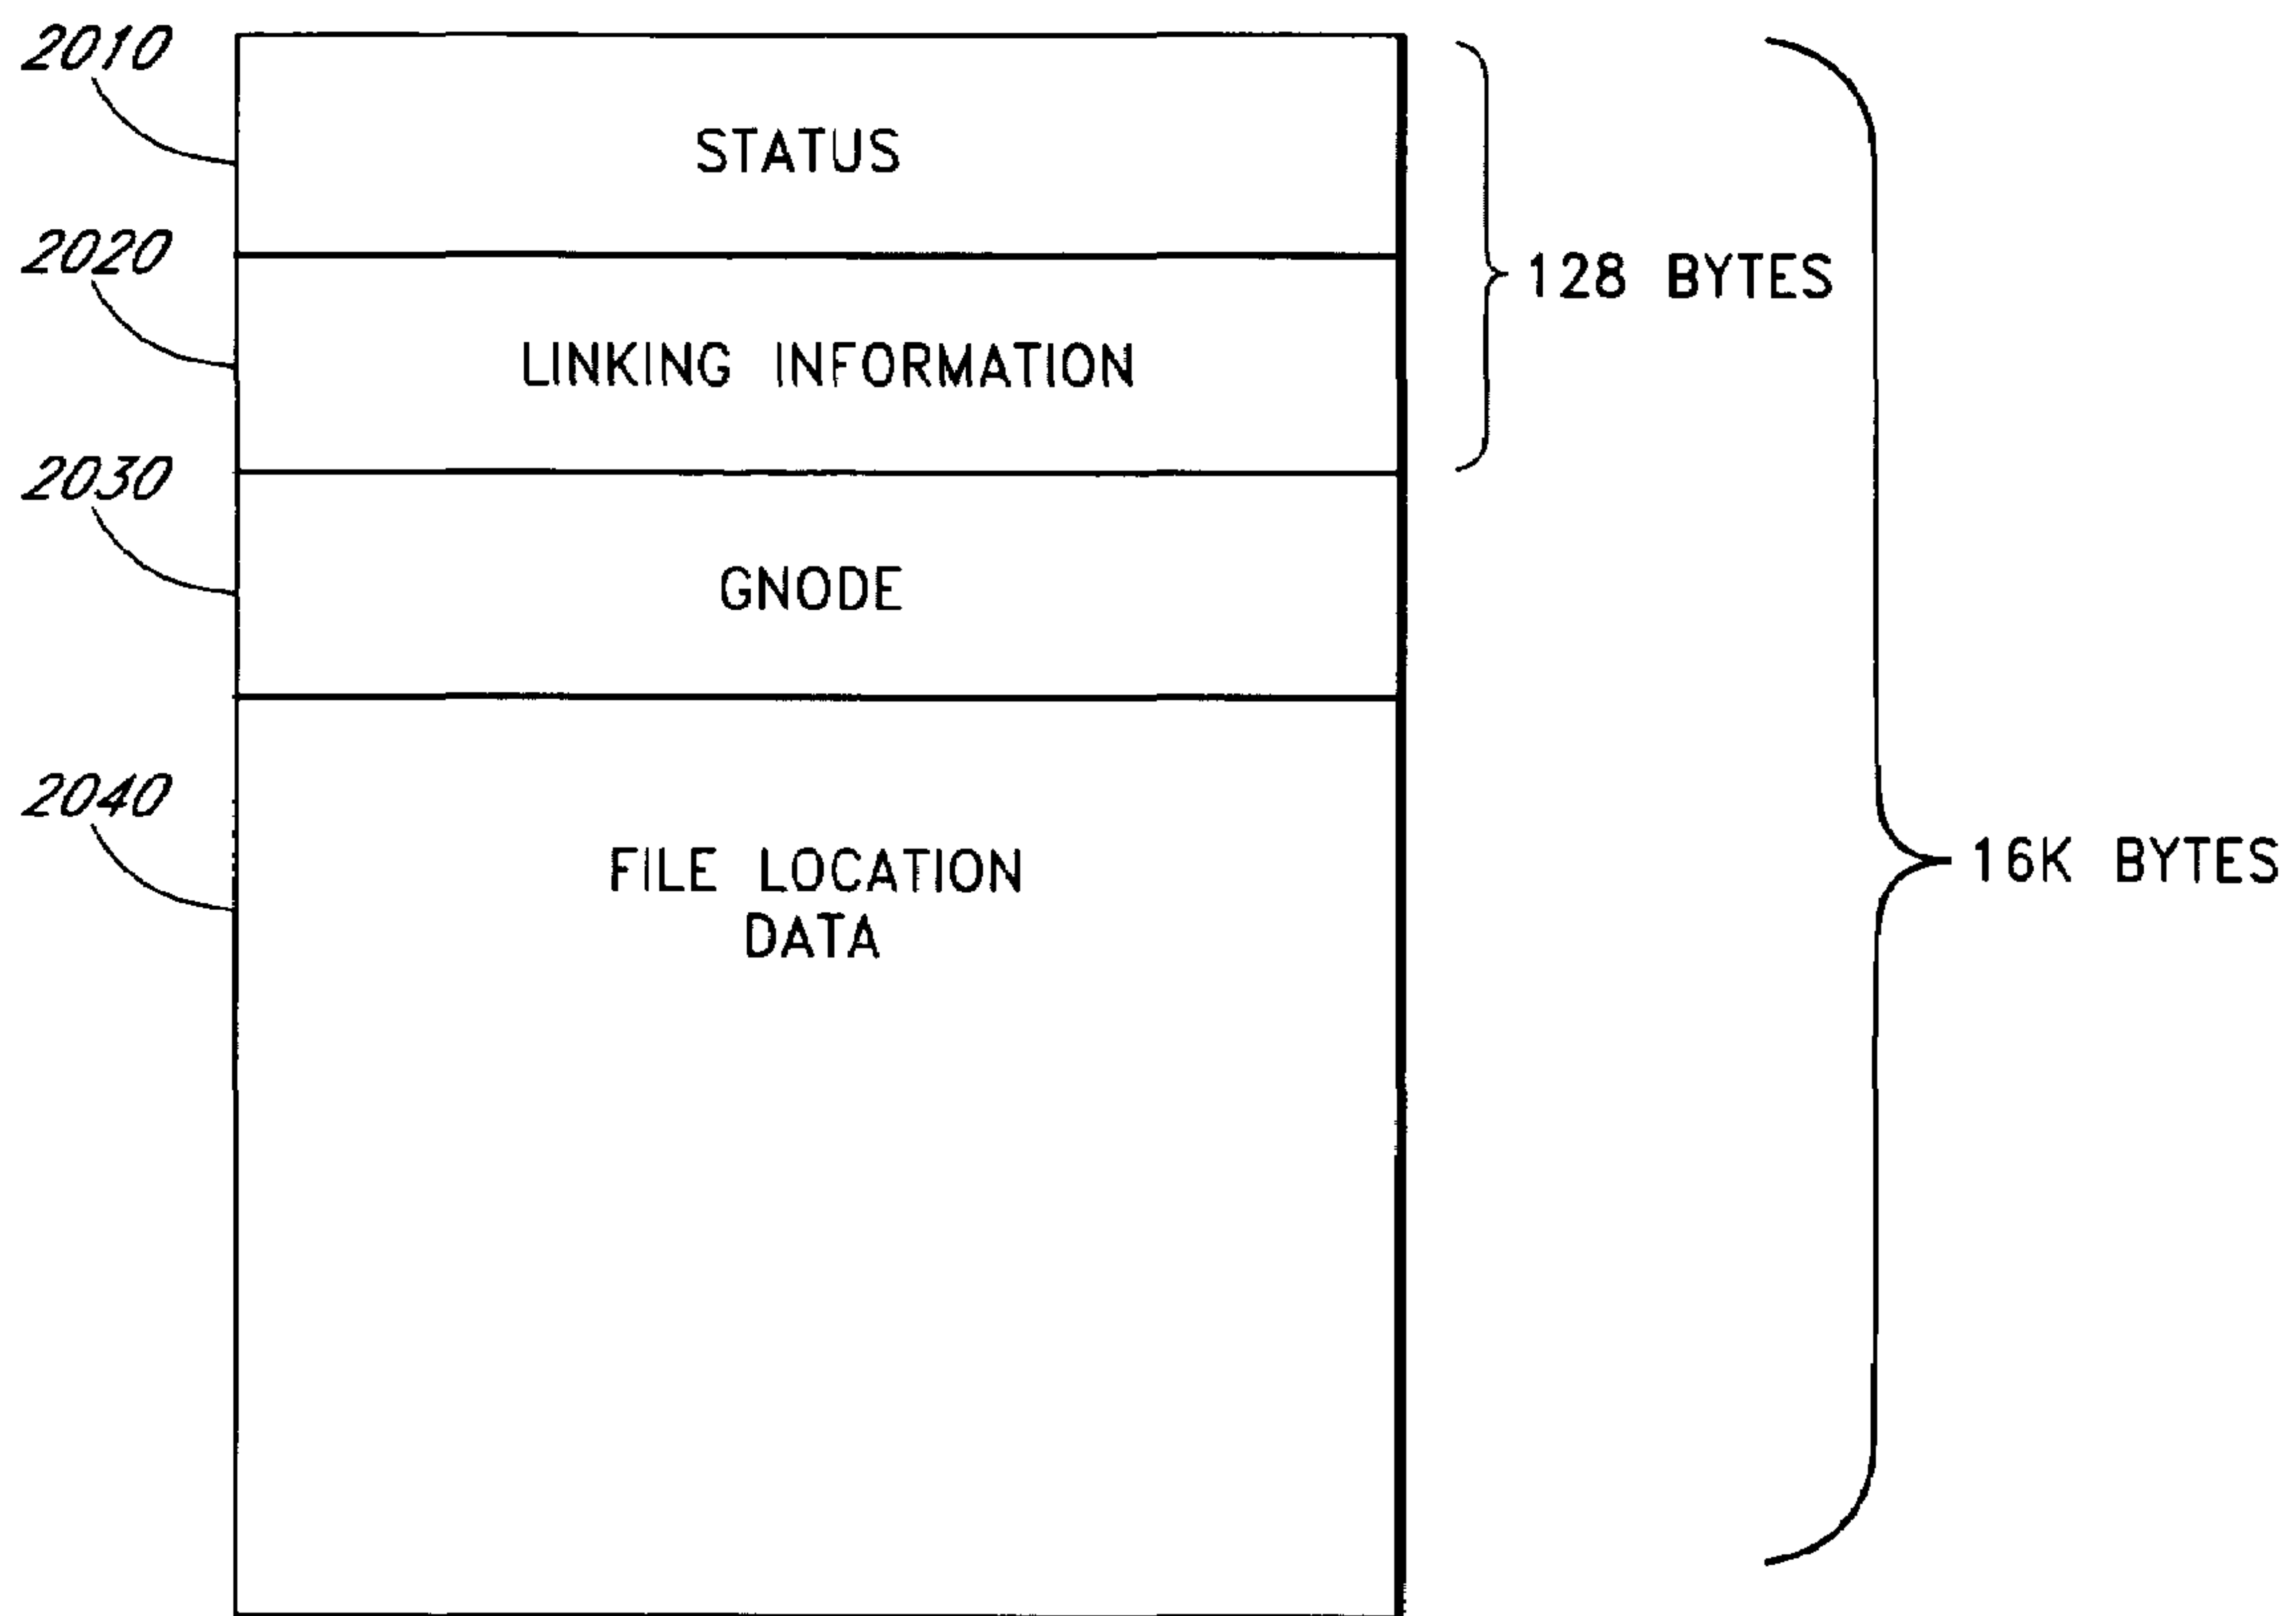 2010
STATUS
2020
128 BYTES
LINKING INFORMATION
2030
GNODE
2040
FILE LOCATION
DATA
16K BYTES